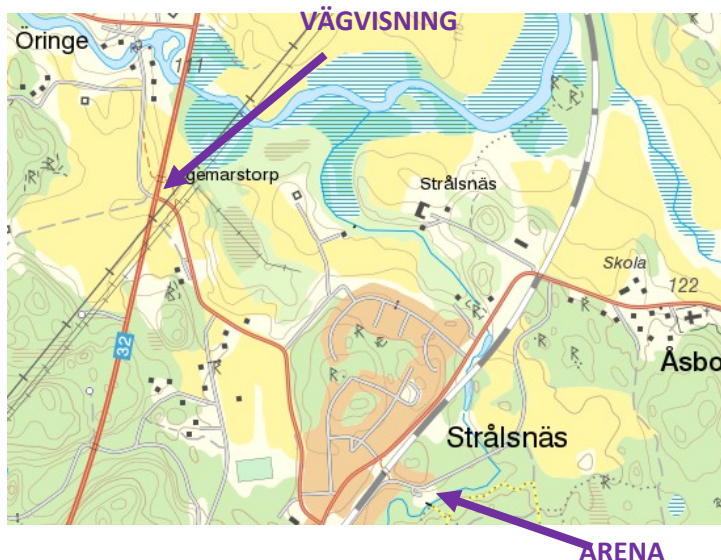 VÄGVISNING
Öringe
111
gemarstorp
Strålsnäs
Skola
122
Åsbo
32
Strålsnäs
ARENA